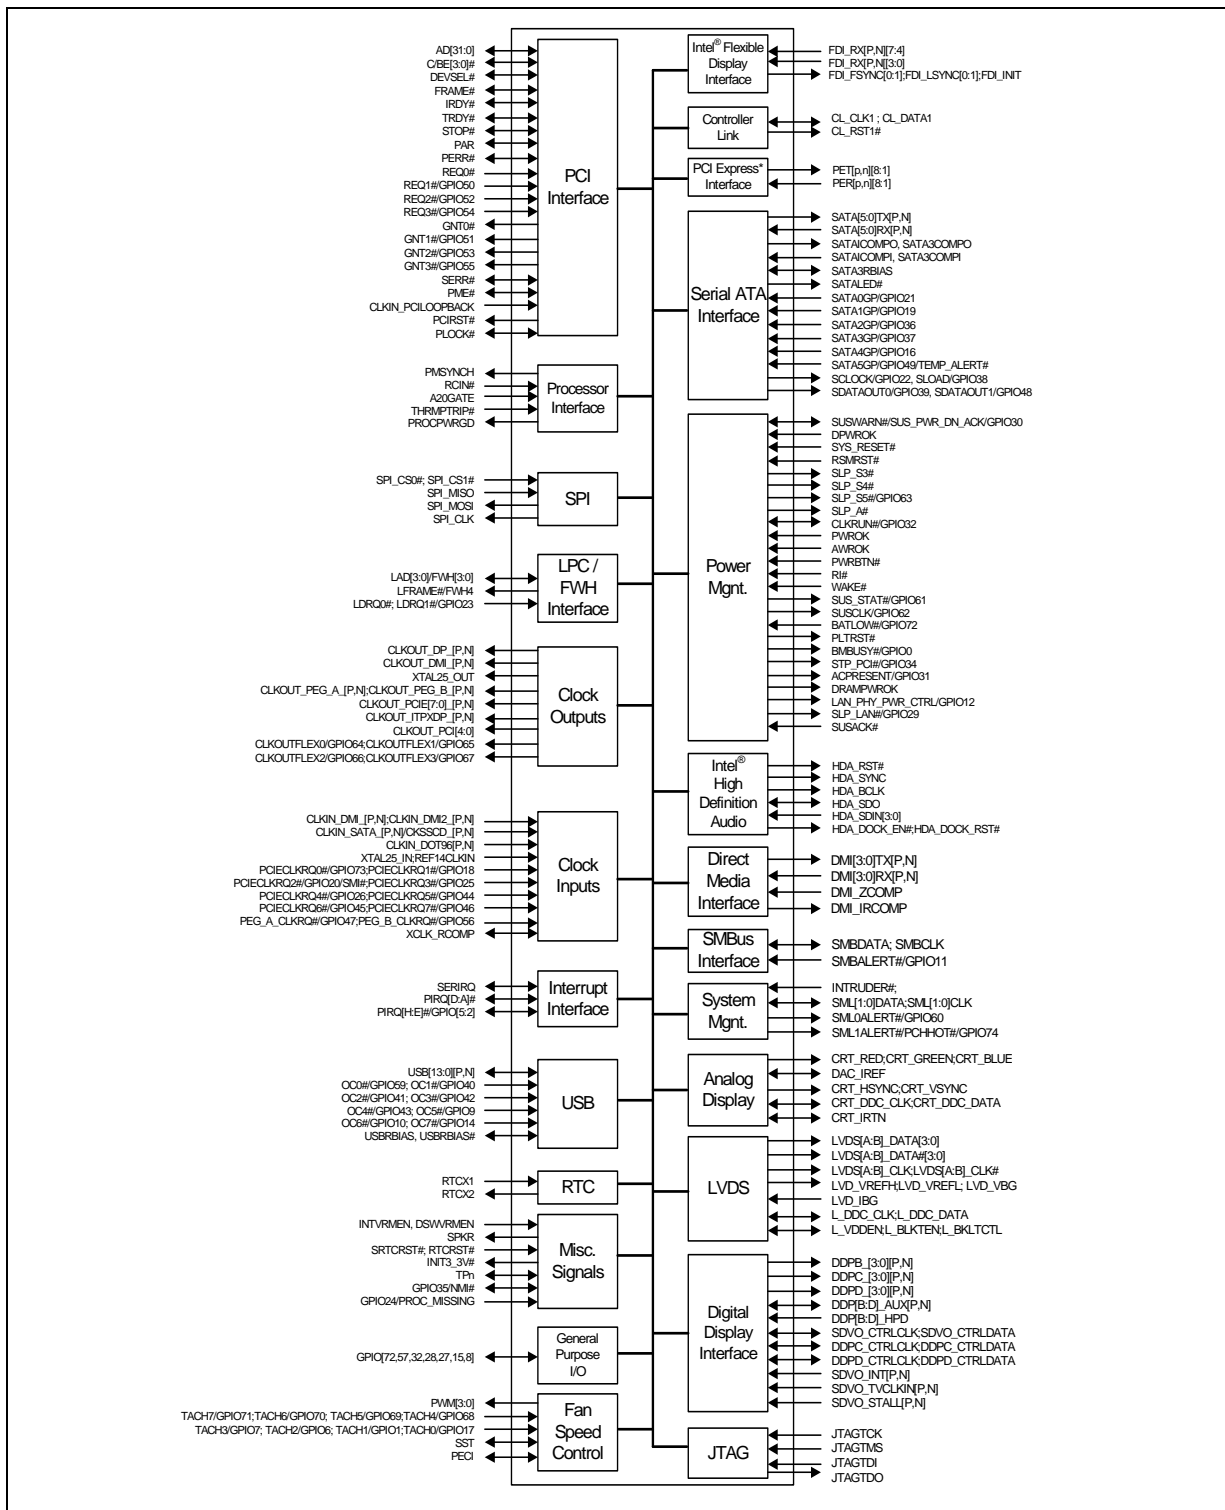 AD[31:0]
C/BE[3:0]#
DEVSEL#
FRAME#
IRDY#
TRDY#
STOP#
PAR
PERR#
REQ0#
REQ1#/GPIO50
REQ2#/GPIO52
REQ3#/GPIO54
GNT0#
GNT1#/GPIO51
GNT2#/GPIO53
GNT3#/GPIO55
SERR#
PME#
CLKIN_PCILOOPBACK
PCIRST#
PLOCK#
PCI
Interface
PMSYNCH
RCIN#
A20GATE
THRMPTRIP#
PROCPWRGD
Processor
Interface
SPI_CS0#; SPI_CS1#
SPI_MISO
SPI_MOSI
SPI_CLK
SPI
LAD[3:0]/FWH[3:0]
LFRAME#/FWH4
LDRQ0#; LDRQ1#/GPIO23
LPC /
FWH
Interface
CLKOUT_DP_[P,N]
CLKOUT_DMI_[P,N]
XTAL25_OUT
CLKOUT_PEG_A_[P,N];CLKOUT_PEG_B_[P,N]
CLKOUT_PCIE[7:0]_[P,N]
CLKOUT_ITPXDP_[P,N]
CLKOUT_PCI[4:0]
CLKOUTFLEX0/GPIO64;CLKOUTFLEX1/GPIO65
CLKOUTFLEX2/GPIO66;CLKOUTFLEX3/GPIO67
Clock
Outputs
CLKIN_DMI_[P,N];CLKIN_DMI2_[P,N]
CLKIN_SATA_[P,N]/CKSSCD_[P,N]
CLKIN_DOT96[P,N]
XTAL25_IN;REF14CLKIN
PCIECLKRQ0#/GPIO73;PCIECLKRQ1#/GPIO18
PCIECLKRQ2#/GPIO20/SMI#;PCIECLKRQ3#/GPIO25
PCIECLKRQ4#/GPIO26;PCIECLKRQ5#/GPIO44
PCIECLKRQ6#/GPIO45;PCIECLKRQ7#/GPIO46
PEG_A_CLKRQ#/GPIO47;PEG_B_CLKRQ#/GPIO56
XCLK_RCOMP
Clock
Inputs
SERIRQ
PIRQ[D:A]#
PIRQ[H:E]#/GPIO[5:2]
Interrupt
Interface
USB[13:0][P,N]
OC0#/GPIO59; OC1#/GPIO40
OC2#/GPIO41; OC3#/GPIO42
OC4#/GPIO43; OC5#/GPIO9
OC6#/GPIO10; OC7#/GPIO14
USBRBIAS, USBRBIAS#
USB
RTCX1
RTCX2
RTC
INTVRMEN, DSWVRMEN
SPKR
SRTCRST#; RTCRST#
INIT3_3V#
TPn
GPIO35/NMI#
GPIO24/PROC_MISSING
Misc.
Signals
GPIO[72,57,32,28,27,15,8]
General
Purpose
I/O
PWM[3:0]
TACH7/GPIO71;TACH6/GPIO70; TACH5/GPIO69;TACH4/GPIO68
TACH3/GPIO7; TACH2/GPIO6; TACH1/GPIO1;TACH0/GPIO17
SST
PECI
Fan
Speed
Control
Intel® Flexible
Display
Interface
FDI_RX[P,N][7:4]
FDI_RX[P,N][[3:0]
FDI_FSYNC[0:1];FDI_LSYNC[0:1];FDI_INIT
Controller
Link
CL_CLK1 ; CL_DATA1
CL_RST1#
PCI Express*
Interface
PET[p,n][8:1]
PER[p,n][8:1]
Serial ATA
Interface
SATA[5:0]TX[P,N]
SATA[5:0]RX[P,N]
SATAICOMPO, SATA3COMPO
SATAICOMPI, SATA3COMPI
SATA3RBIAS
SATALED#
SATA0GP/GPIO21
SATA1GP/GPIO19
SATA2GP/GPIO36
SATA3GP/GPIO37
SATA4GP/GPIO16
SATA5GP/GPIO49/TEMP_ALERT#
SCLOCK/GPIO22, SLOAD/GPIO38
SDATAOUT0/GPIO39, SDATAOUT1/GPIO48
Power
Mgnt.
SUSWARN#/SUS_PWR_DN_ACK/GPIO30
DPWROK
SYS_RESET#
RSMRST#
SLP_S3#
SLP_S4#
SLP_S5#/GPIO63
SLP_A#
CLKRUN#/GPIO32
PWROK
AWROK
PWRBTN#
RI#
WAKE#
SUS_STAT#/GPIO61
SUSCLK/GPIO62
BATLOW#/GPIO72
PLTRST#
BMBUSY#/GPIO0
STP_PCI#/GPIO34
ACPRESENT/GPIO31
DRAMPWROK
LAN_PHY_PWR_CTRL/GPIO12
SLP_LAN#/GPIO29
SUSACK#
Intel®
High
Definition
Audio
HDA_RST#
HDA_SYNC
HDA_BCLK
HDA_SDO
HDA_SDIN[3:0]
HDA_DOCK_EN#;HDA_DOCK_RST#
Direct
Media
Interface
DMI[3:0]TX[P,N]
DMI[3:0]RX[P,N]
DMI_ZCOMP
DMI_IRCOMP
SMBus
Interface
SMBDATA; SMBCLK
SMBALERT#/GPIO11
System
Mgnt.
INTRUDER#;
SML[1:0]DATA;SML[1:0]CLK
SML0ALERT#/GPIO60
SML1ALERT#/PCHHOT#/GPIO74
Analog
Display
CRT_RED;CRT_GREEN;CRT_BLUE
DAC_IREF
CRT_HSYNC;CRT_VSYNC
CRT_DDC_CLK;CRT_DDC_DATA
CRT_IRTN
LVDS
LVDS[A:B]_DATA[3:0]
LVDS[A:B]_DATA#[3:0]
LVDS[A:B]_CLK;LVDS[A:B]_CLK#
LVD_VREFH;LVD_VREFL; LVD_VBG
LVD_IBG
L_DDC_CLK;L_DDC_DATA
L_VDDEN;L_BLKTEN;L_BKLTCTL
Digital
Display
Interface
DDPB_[3:0][P,N]
DDPC_[3:0][P,N]
DDPD_[3:0][P,N]
DDP[B:D]_AUX[P,N]
DDP[B:D]_HPD
SDVO_CTRLCLK;SDVO_CTRLDATA
DDPC_CTRLCLK;DDPC_CTRLDATA
DDPD_CTRLCLK;DDPD_CTRLDATA
SDVO_INT[P,N]
SDVO_TVCLKIN[P,N]
SDVO_STALL[P,N]
JTAG
JTAGTCK
JTAGTMS
JTAGTDI
JTAGTDO